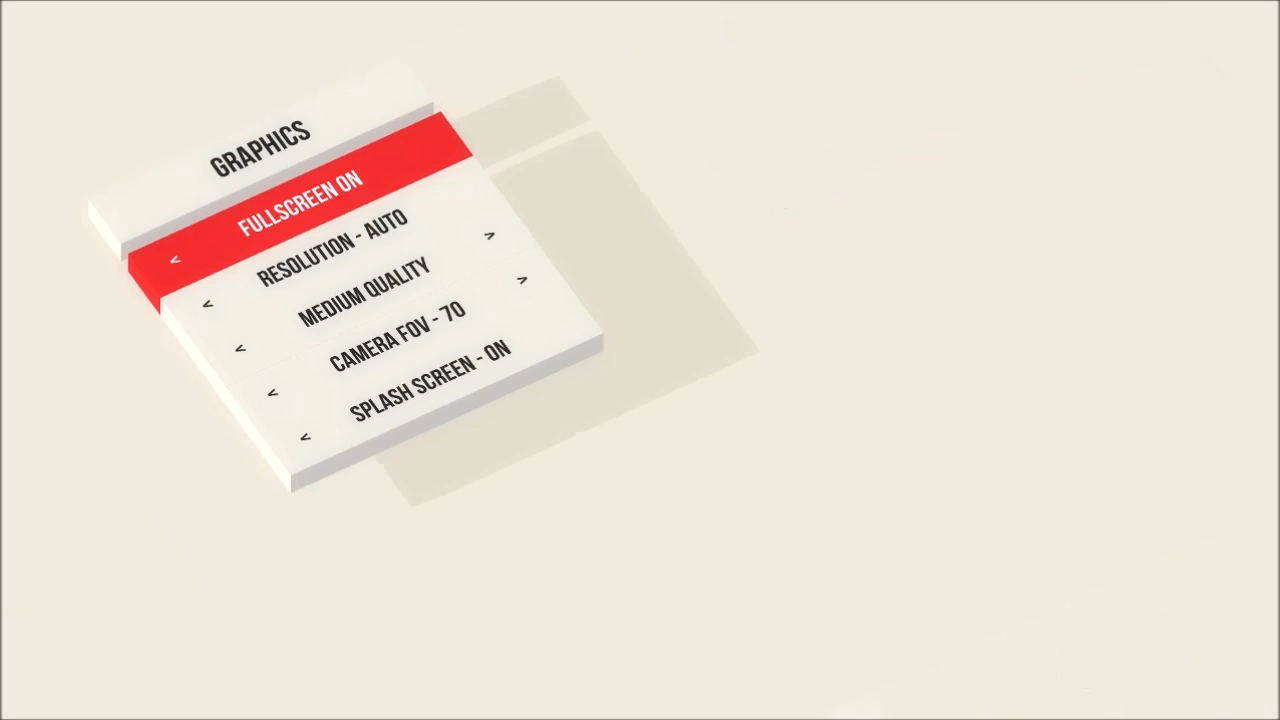 GRAPHICS
< FULLSCREEN ON
< RESOLUTION - AUTO
< MEDIUM QUALITY >
< CAMERA FOV - 70 >
< SPLASH SCREEN - ON